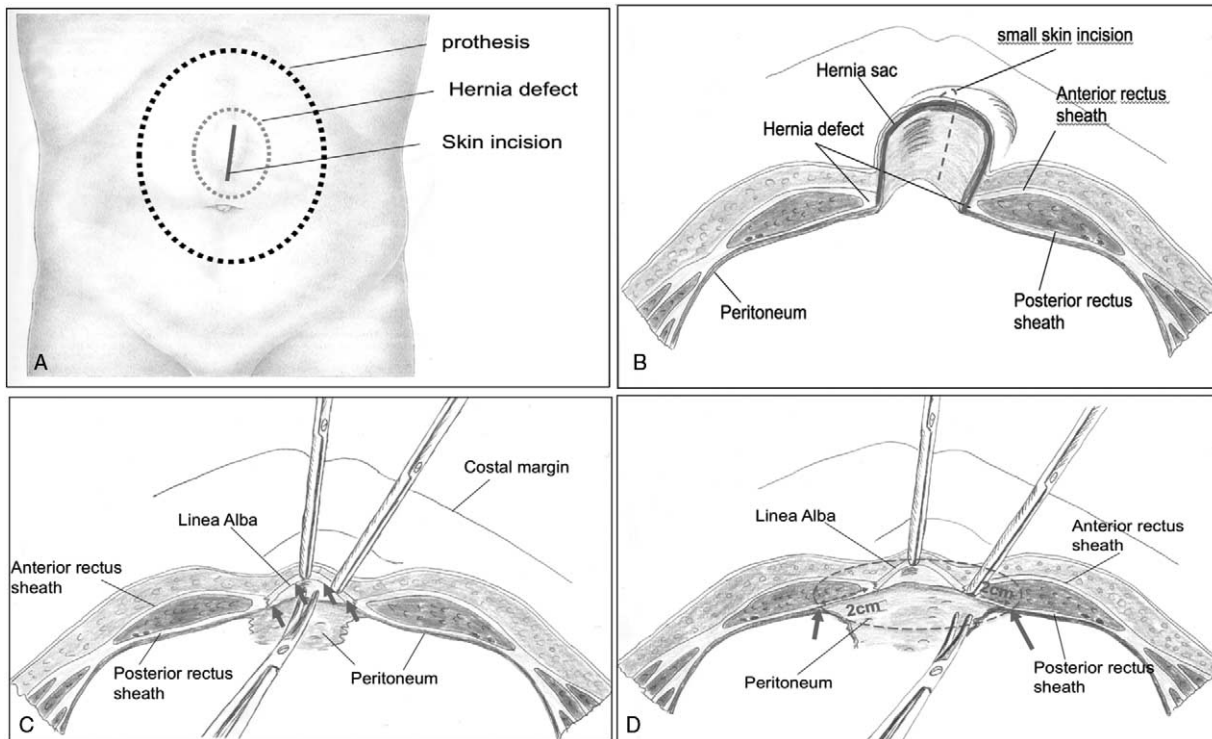 prothesis
Hernia defect
Skin incision
A
small skin incision
Hernia sac
Anterior rectus
sheath
Hernia defect
Peritoneum
Posterior rectus
sheath
B
Costal margin
Linea Alba
Anterior rectus
sheath
Posterior rectus
sheath
Peritoneum
C
Linea Alba
Anterior rectus
sheath
2cm
2cm
Peritoneum
Posterior rectus
sheath
D